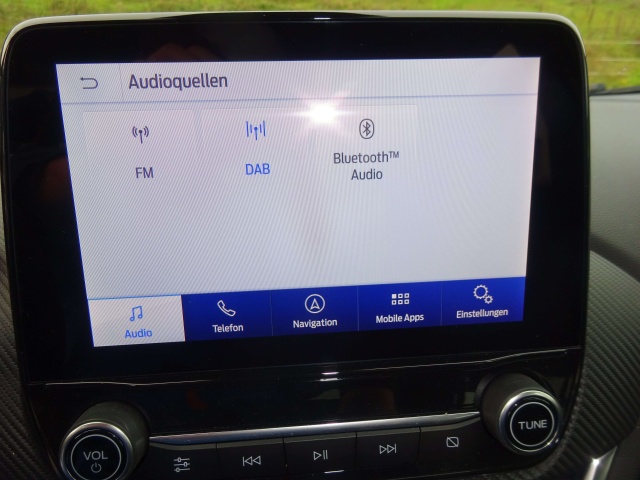 Audioquellen
FM
DAB
Bluetooth™
Audio
Audio
Telefon
Navigation
Mobile Apps
Einstellungen
VOL
TUNE